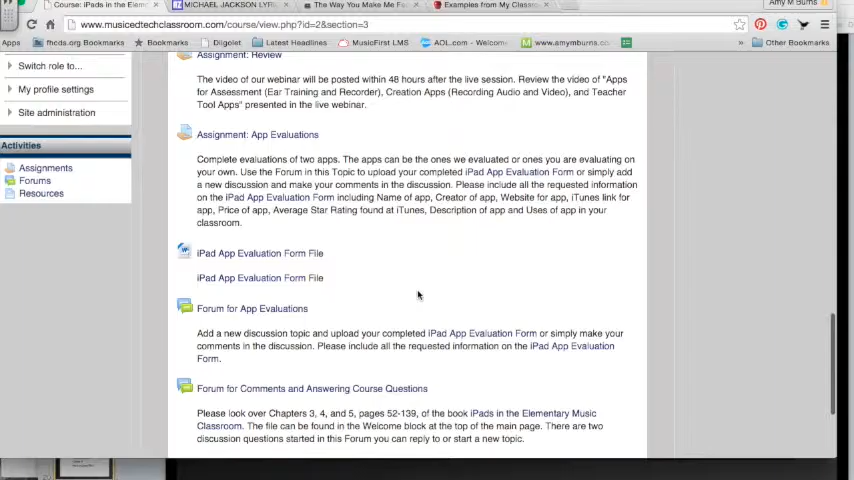 Course: iPads in the Elem
MICHAEL JACKSON LYR
The Way You Make Me Fe
Examples from My Classr
Amy M Burns
www.musicedtechclassroom.com/course/view.php?id=2&section=3
Apps
fhcds.org Bookmarks
Bookmarks
Diigolet
Latest Headlines
MusicFirst LMS
AOL.com - Welcome
www.amymburns.com
»
Other Bookmarks
Switch role to...
My profile settings
Site administration
Activities
Assignments
Forums
Resources
Assignment: Review
The video of our webinar will be posted within 48 hours after the live session. Review the video of "Apps
for Assessment (Ear Training and Recorder), Creation Apps (Recording Audio and Video), and Teacher
Tool Apps" presented in the live webinar.
Assignment: App Evaluations
Complete evaluations of two apps. The apps can be the ones we evaluated or ones you are evaluating on
your own. Use the Forum in this Topic to upload your completed iPad App Evaluation Form or simply add
a new discussion and make your comments in the discussion. Please include all the requested information
on the iPad App Evaluation Form including Name of app, Creator of app, Website for app, iTunes link for
app, Price of app, Average Star Rating found at iTunes, Description of app and Uses of app in your
classroom.
iPad App Evaluation Form File
iPad App Evaluation Form File
Forum for App Evaluations
Add a new discussion topic and upload your completed iPad App Evaluation Form or simply make your
comments in the discussion. Please include all the requested information on the iPad App Evaluation
Form.
Forum for Comments and Answering Course Questions
Please look over Chapters 3, 4, and 5, pages 52-139, of the book iPads in the Elementary Music
Classroom. The file can be found in the Welcome block at the top of the main page. There are two
discussion questions started in this Forum you can reply to or start a new topic.